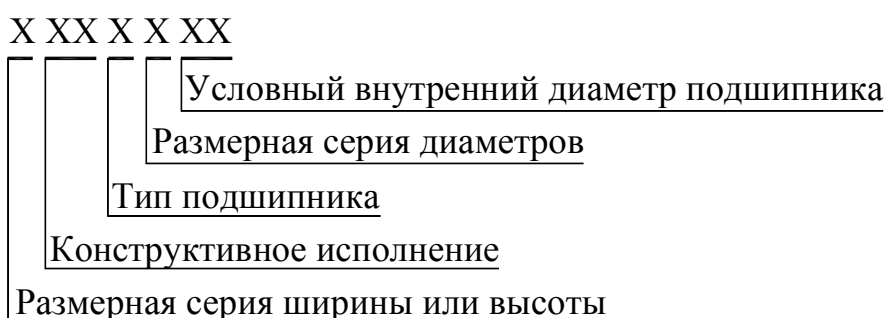 X XX X X XX
Условный внутренний диаметр подшипника
Размерная серия диаметров
Тип подшипника
Конструктивное исполнение
Размерная серия ширины или высоты